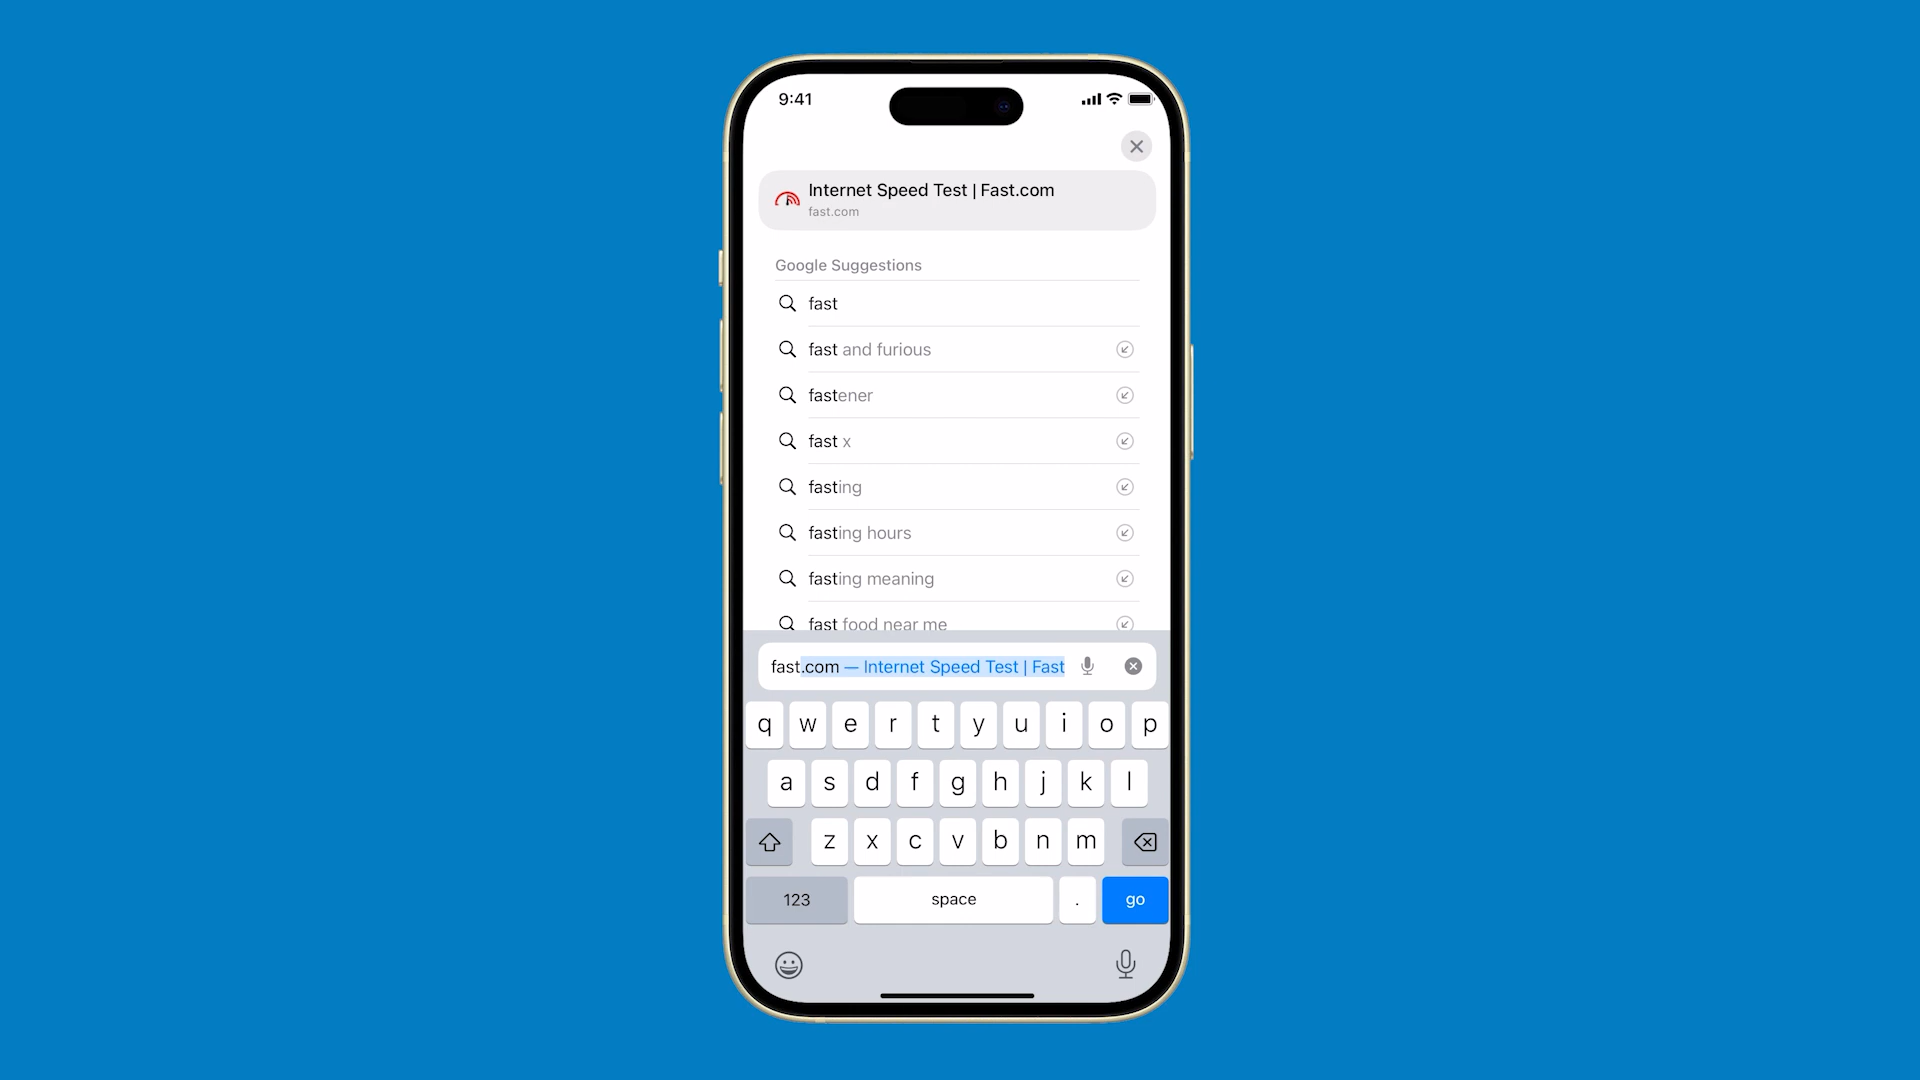 9:41
Internet Speed Test | Fast.com
fast.com
Google Suggestions
fast
fast and furious
fastener
fast x
fasting
fasting hours
fasting meaning
fast food near me
fast.com — Internet Speed Test | Fast
q w e r t y u i o p
a s d f g h j k l
z x c v b n m
123 space . go